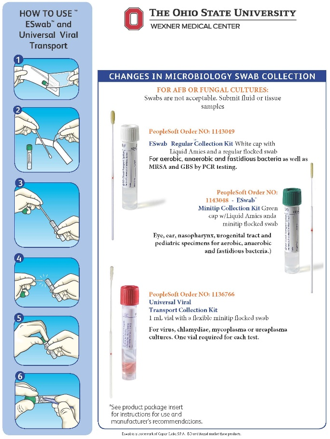 HOW TO USE™
ESwab™ and
Universal Viral
Transport
1
2
3
4
5
6
THE OHIO STATE UNIVERSITY
WEXNER MEDICAL CENTER
CHANGES IN MICROBIOLOGY SWAB COLLECTION
FOR AFB OR FUNGAL CULTURES:
Swabs are not acceptable. Submit fluid or tissue
samples
PeopleSoft Order NO: 1143049
ESwab Regular Collection Kit White cap with
Liquid Amies and a regular flocked swab
For aerobic, anaerobic and fastidious bacteria as well as
MRSA and GBS by PCR testing.
PeopleSoft Order NO:
1143048 - ESwab™
Minitip Collection Kit Green
cap w/Liquid Amies and a
minitip flocked swab
Eye, ear, nasopharynx, urogenital tract and
pediatric specimens for aerobic, anaerobic
and fastidious bacteria.)
PeopleSoft Order NO: 1136766
Universal Viral
Transport Collection Kit
1 mL vial with a flexible minitip flocked swab
For virus, chlamydiae, mycoplasma or ureaplasma
cultures. One vial required for each test.
*See product package insert
for instructions for use and
manufacturer's recommendations.